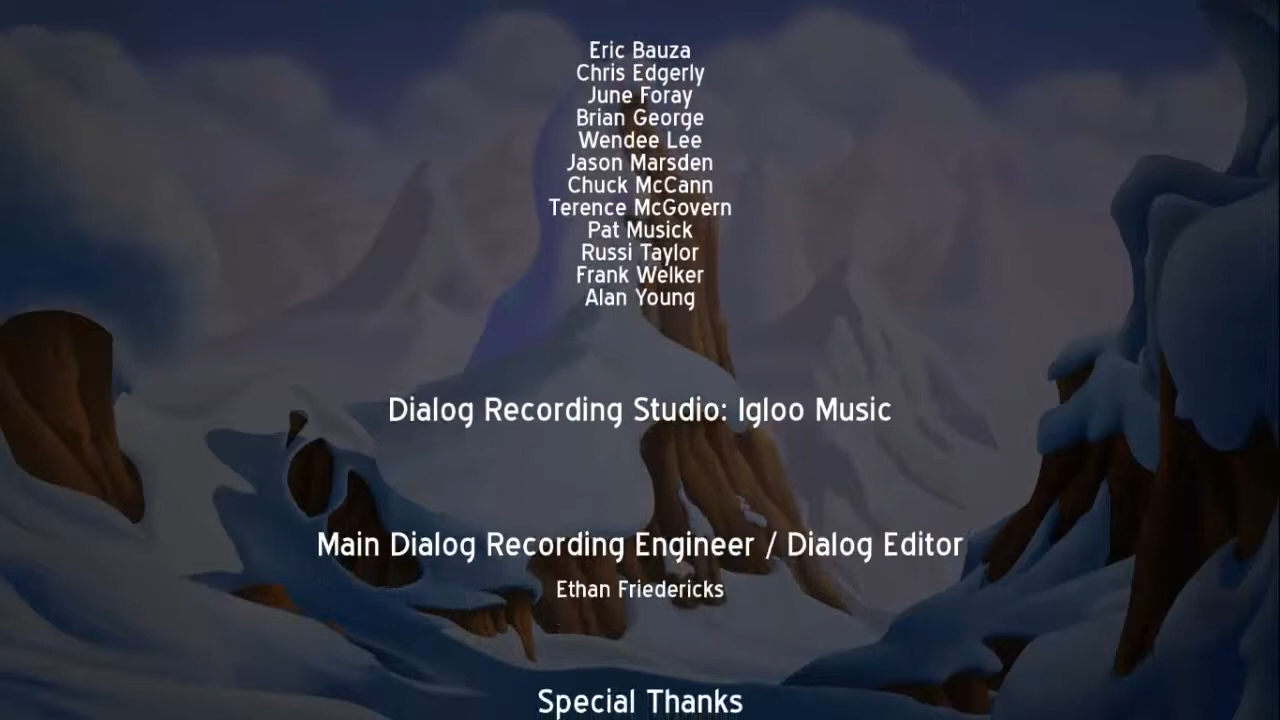 Eric Bauza
Chris Edgerly
June Foray
Brian George
Wendee Lee
Jason Marsden
Chuck McCann
Terence McGovern
Pat Musick
Russi Taylor
Frank Welker
Alan Young
Dialog Recording Studio: Igloo Music
Main Dialog Recording Engineer / Dialog Editor
Ethan Friedericks
Special Thanks